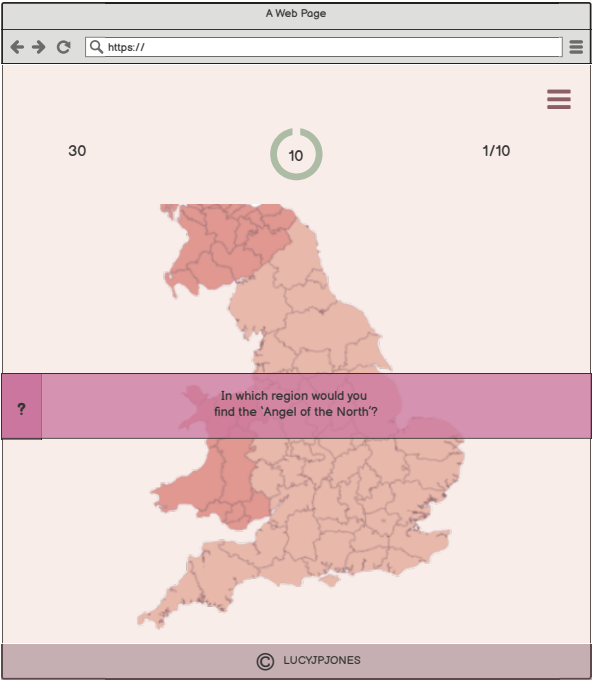 A Web Page
https://
30
10
1/10
?
In which region would you
find the 'Angel of the North'?
© LUCYJPJONES